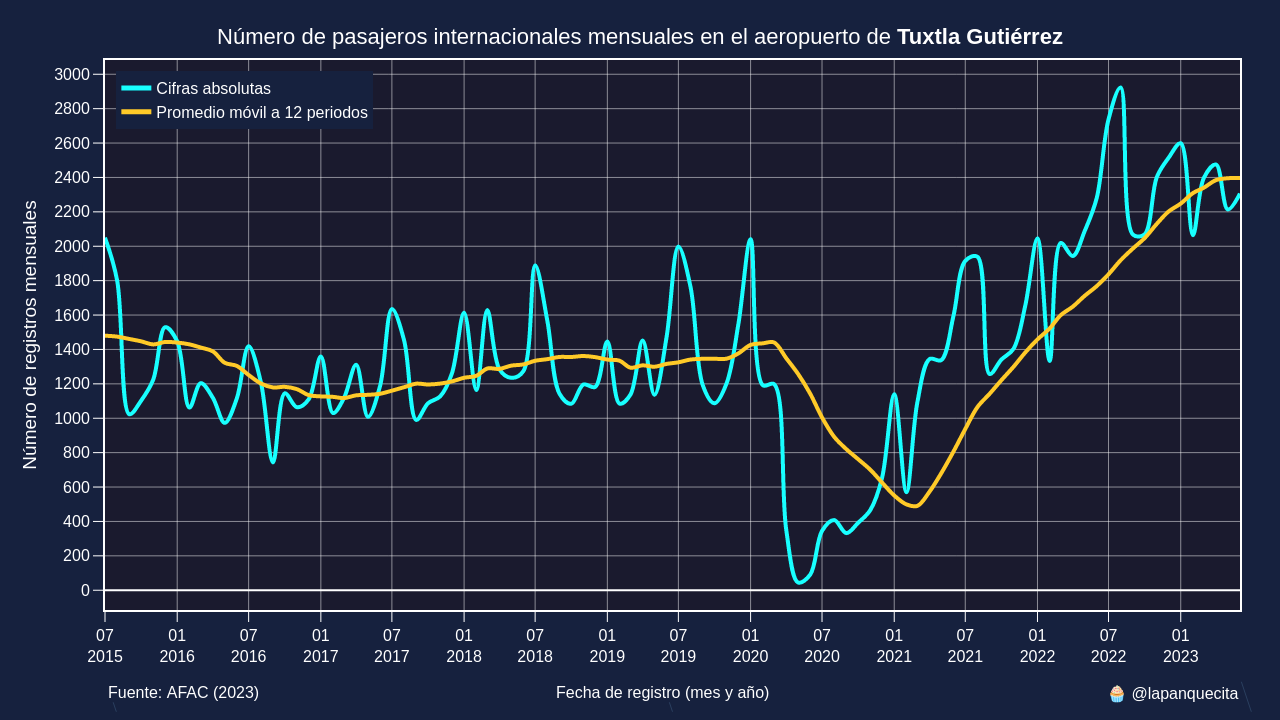 Número de pasajeros internacionales mensuales en el aeropuerto de Tuxtla Gutiérrez
Cifras absolutas
Promedio móvil a 12 periodos
Número de registros mensuales
3000
2800
2600
2400
2200
2000
1800
1600
1400
1200
1000
800
600
400
200
0
07 01 07 01 07 01 07 01 07 01 07 01 07 01 07 01
2015 2016 2016 2017 2017 2018 2018 2019 2019 2020 2020 2021 2021 2022 2022 2023
Fuente: AFAC (2023) Fecha de registro (mes y año) 🧁 @lapanquecita